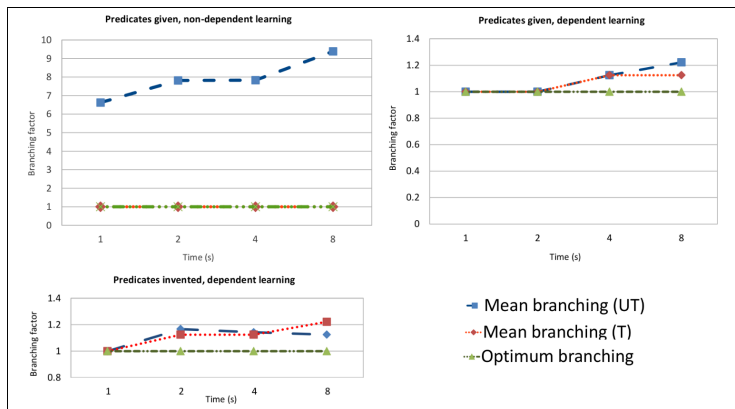 Predicates given, non-dependent learning
10
9
8
7
6
5
4
3
2
1
0
Branching factor
1 2 4 8
Time (s)
Predicates given, dependent learning
1.4
1.2
1
0.8
0.6
0.4
0.2
0
Branching factor
1 2 4 8
Time (s)
Predicates invented, dependent learning
1.4
1.2
1
0.8
Branching factor
1 2 4 8
Time (s)
Mean branching (UT)
Mean branching (T)
Optimum branching